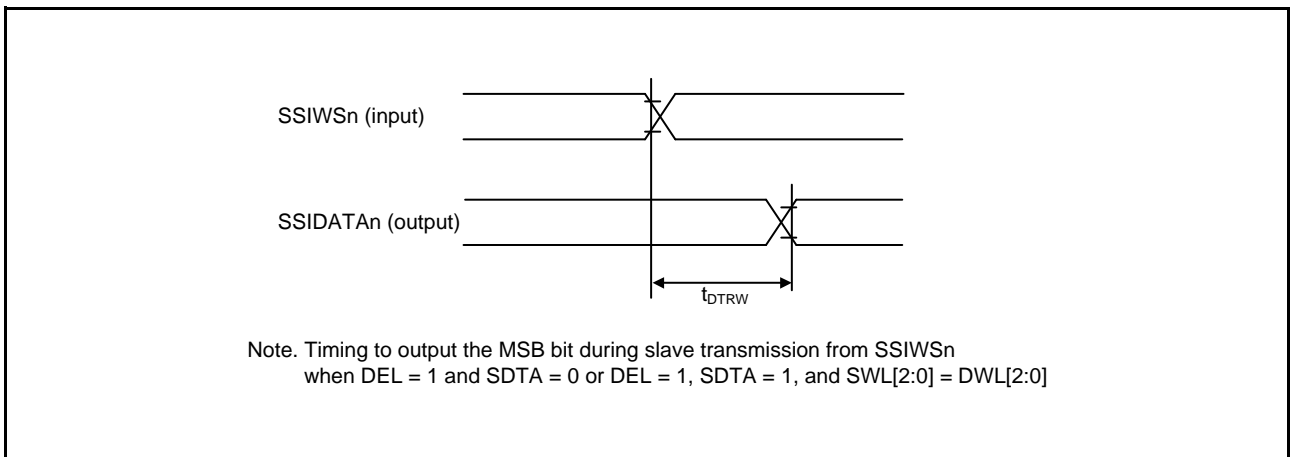 SSIWSn (input)
SSIDATAn (output)
tDTRW
Note. Timing to output the MSB bit during slave transmission from SSIWSn
when DEL = 1 and SDTA = 0 or DEL = 1, SDTA = 1, and SWL[2:0] = DWL[2:0]